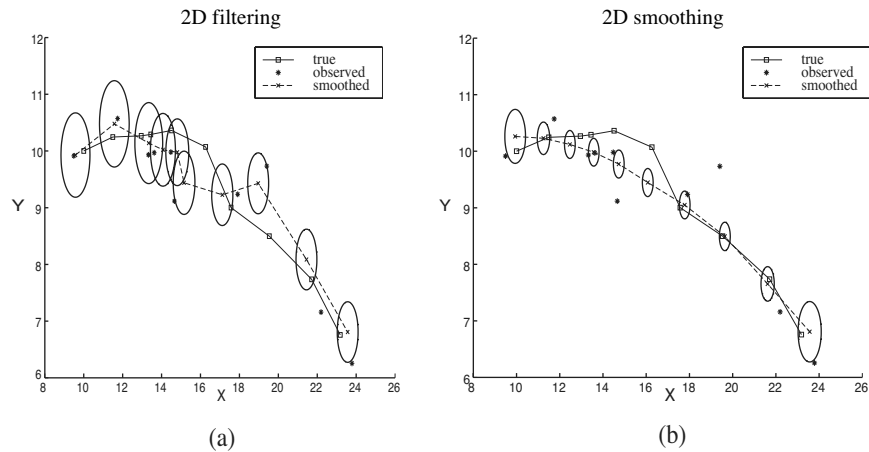 2D filtering
12
11
10
9
8
7
6
Y
8 10 12 14 16 18 20 22 24 26
X
true
observed
smoothed
(a)
2D smoothing
12
11
10
9
8
7
6
Y
8 10 12 14 16 18 20 22 24 26
X
true
observed
smoothed
(b)